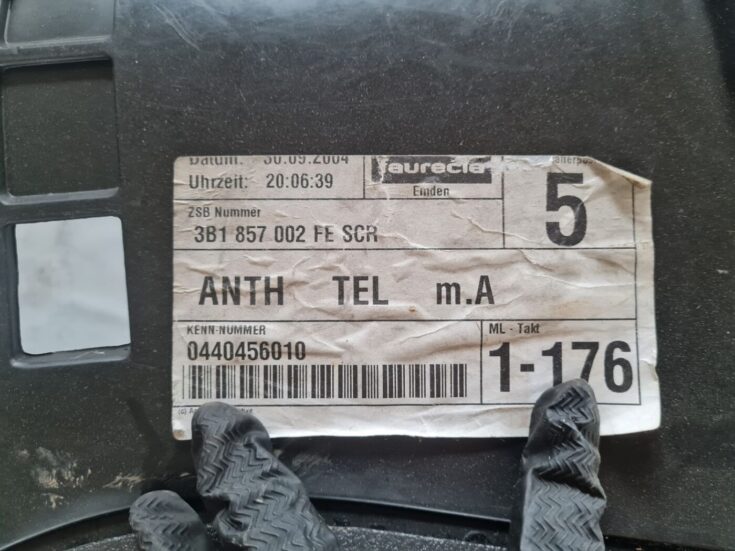 Datum: 30.09.2004
faurecia
Uhrzeit: 20:06:39
Emden
5
ZSB Nummer
3B1 857 002 FE SCR
ANTH TEL m.A
KENN-NUMMER
0440456010
ML - Takt
1-176